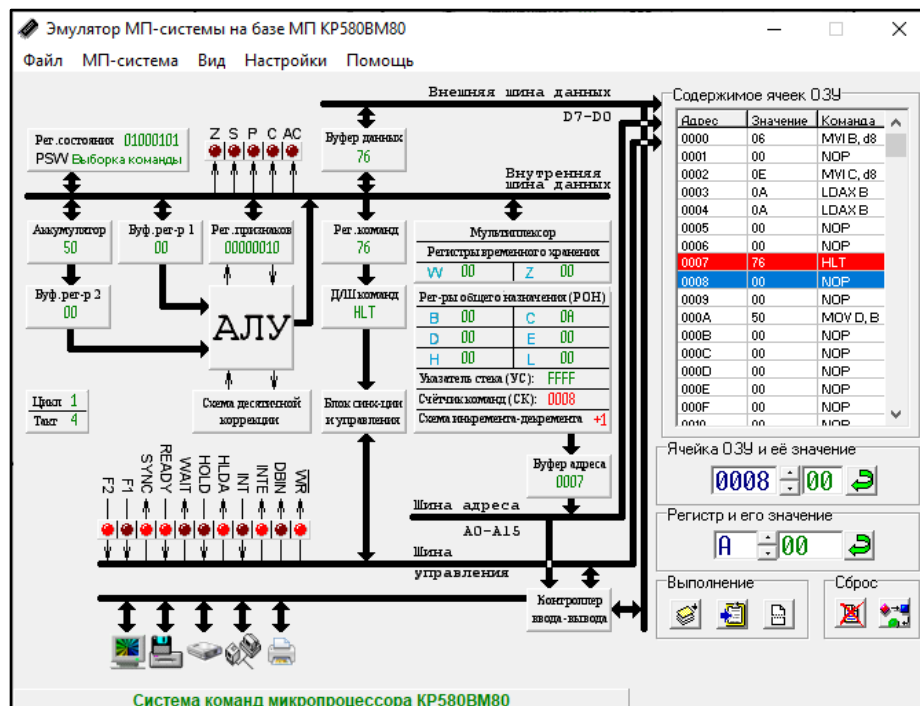 Эмулятор МП-системы на базе МП КР580ВМ80
Файл МП-система Вид Настройки Помощь
Внешняя шина данных
D7-D0
Рег.состояния 01000101
PSW Выборка команды
Z S P C AC
Буфер данных
76
Внутренняя
шина данных
Аккумулятор
50
Буф.рег-р 1
00
Рег.признаков
00000010
Рег.команд
76
Мультиплексор
Регистры временного хранения
W 00 Z 00
Буф.рег-р 2
00
АЛУ
Д/Ш команд
HLT
Рег-ры общего назначения (РОН)
B 00 C 0A
D 00 E 00
H 00 L 00
Указатель стека (УС): FFFF
Счётчик команд (СК): 0008
Схема инкремента-декремента +1
Цикл 1
Такт 4
Схема десятичной
коррекции
Блок синх-ции
и управления
Буфер адреса
0007
F2 F1 SYNC READY WAIT HOLD HLDA INT INTE DBIN WR
Шина адреса
A0-A15
Шина
управления
Контроллер
ввода-вывода
Содержимое ячеек ОЗУ
Адрес Значение Команда
0000 06 MVI B, d8
0001 00 NOP
0002 0E MVI C, d8
0003 0A LDAX B
0004 0A LDAX B
0005 00 NOP
0006 00 NOP
0007 76 HLT
0008 00 NOP
0009 00 NOP
000A 50 MOV D, B
000B 00 NOP
000C 00 NOP
000D 00 NOP
000E 00 NOP
000F 00 NOP
0010 00 NOP
Ячейка ОЗУ и её значение
0008 00
Регистр и его значение
A 00
Выполнение
Сброс
Система команд микропроцессора КР580ВМ80